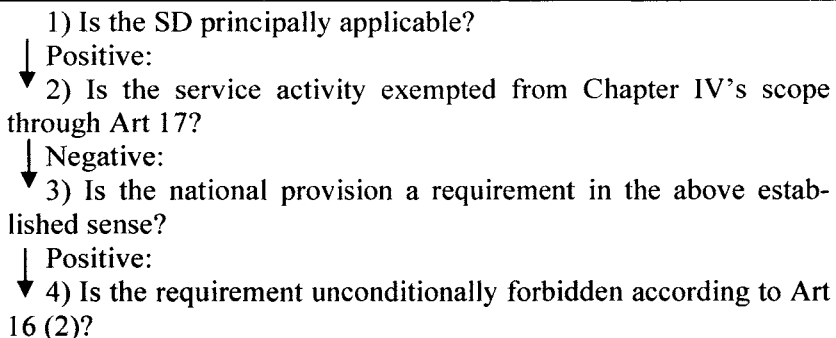 1) Is the SD principally applicable?
Positive:
2) Is the service activity exempted from Chapter IV's scope
through Art 17?
Negative:
3) Is the national provision a requirement in the above estab-
lished sense?
Positive:
4) Is the requirement unconditionally forbidden according to Art
16 (2)?